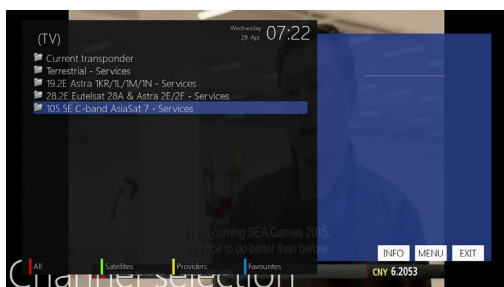 (TV)
Wednesday
29. Apr. 07:22
Current transponder
Terrestrial - Services
19.2E Astra 1KR/1L/1M/1N - Services
28.2E Eutelsat 28A & Astra 2E/2F - Services
105.5E C-band AsiaSat 7 - Services
coming SEA Games 2015,
hope to do better than before.
INFO MENU EXIT
All Satellites Providers Favourites
Channel selection
CNY 6.2053